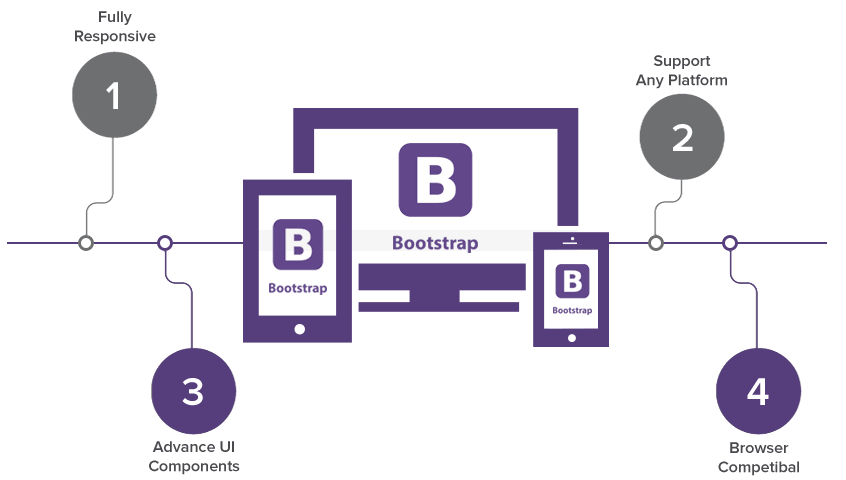 Fully
Responsive
1
Support
Any Platform
2
B
Bootstrap
B
Bootstrap
B
Bootstrap
3
Advance UI
Components
4
Browser
Competibal